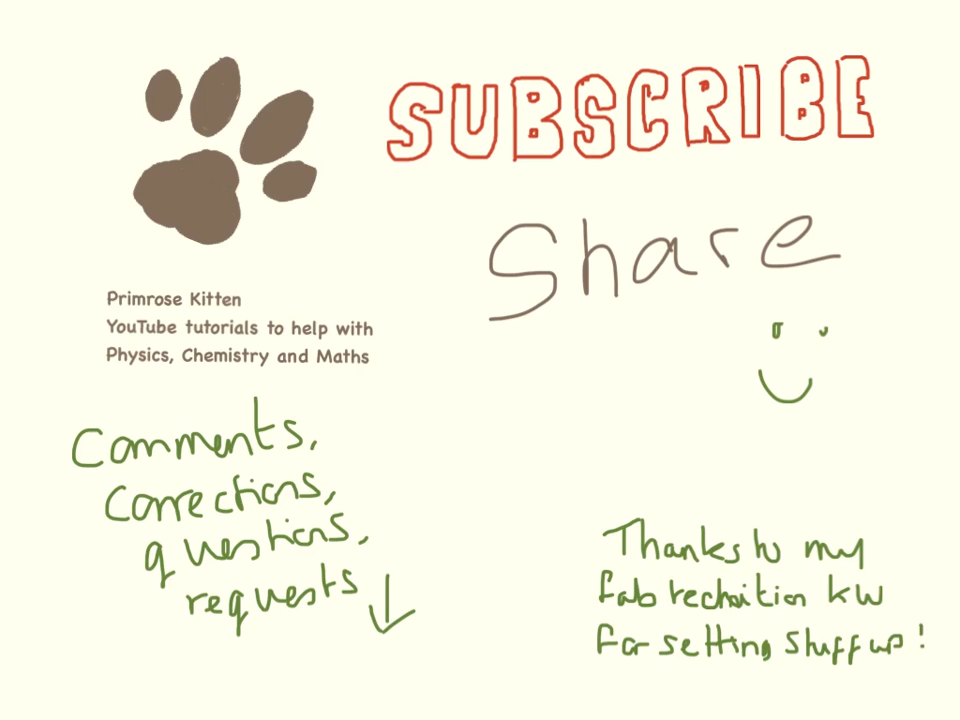 SUBSCRIBE
Share
Primrose Kitten
YouTube tutorials to help with
Physics, Chemistry and Maths
Comments,
Corrections,
questions,
requests
Thanks to my
fab technition KW
for setting stuff up!